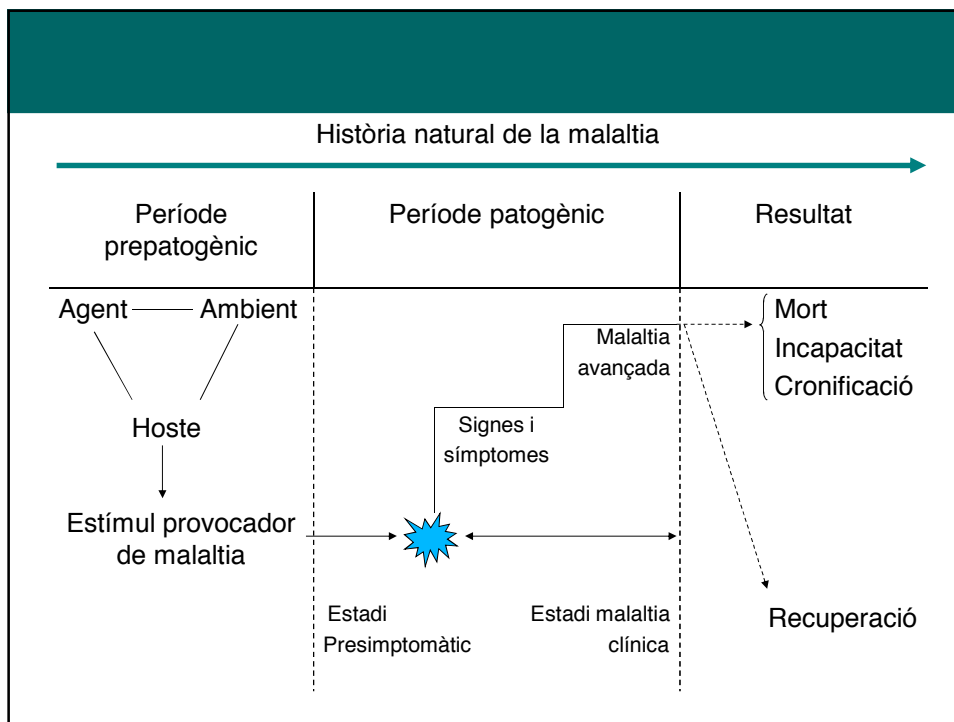 Història natural de la malaltia
Període
prepatogènic
Període patogènic
Resultat
Agent
Ambient
Hoste
Estímul provocador
de malaltia
Malaltia
avançada
Signes i
símptomes
Estadi
Presimptomàtic
Estadi malaltia
clínica
Mort
Incapacitat
Cronificació
Recuperació